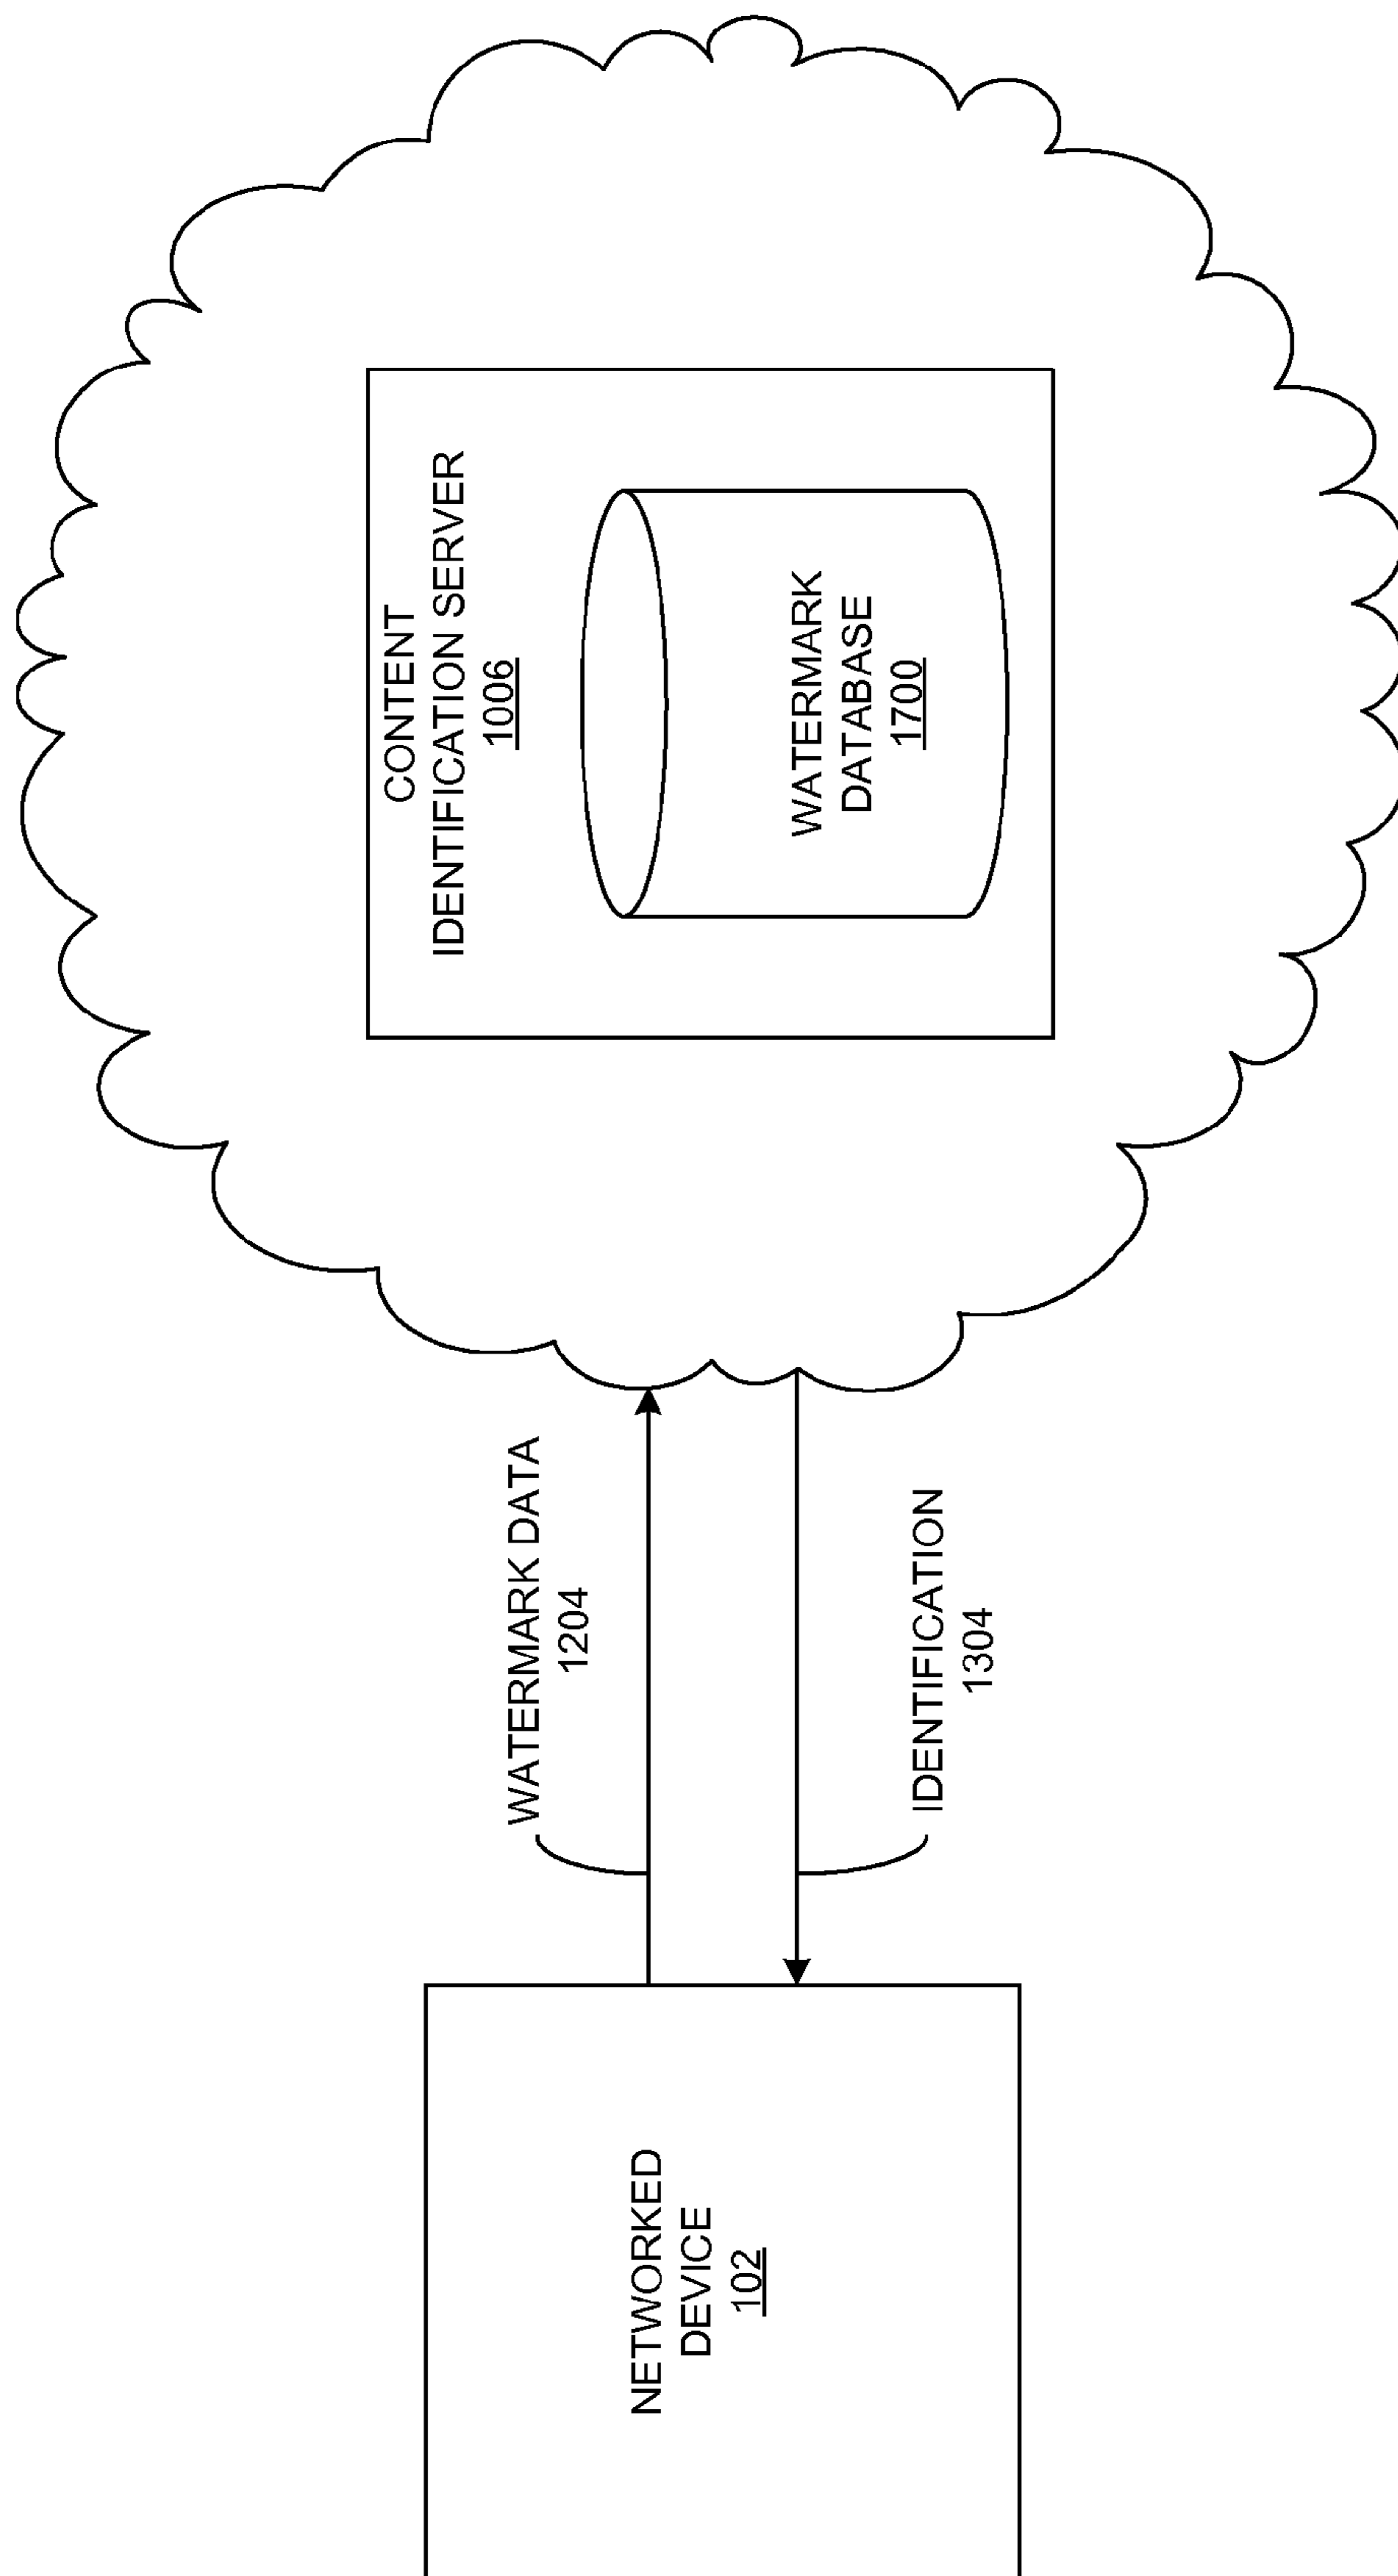 NETWORKED
DEVICE
102
WATERMARK DATA
1204
IDENTIFICATION
1304
CONTENT
IDENTIFICATION SERVER
1006
WATERMARK
DATABASE
1700